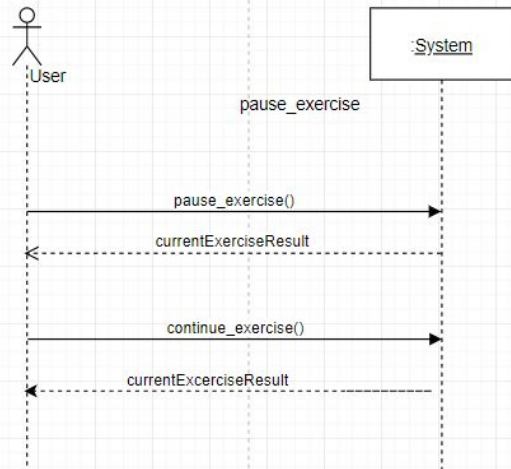 :System
User
pause_exercise
pause_exercise()
currentExerciseResult
continue_exercise()
currentExcerciseResult